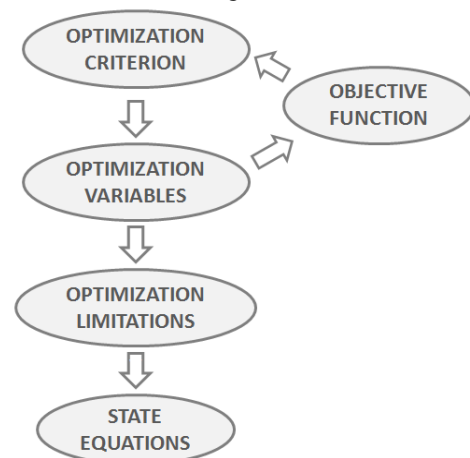 OPTIMIZATION
CRITERION
OBJECTIVE
FUNCTION
OPTIMIZATION
VARIABLES
OPTIMIZATION
LIMITATIONS
STATE
EQUATIONS